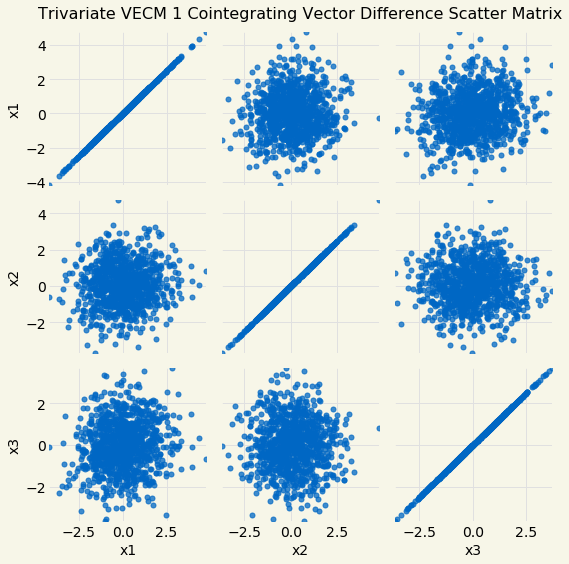 Trivariate VECM 1 Cointegrating Vector Difference Scatter Matrix
4
2
0
−2
−4
x1
4
2
0
−2
x2
2
0
−2
x3
−2.5 0.0 2.5 −2.5 0.0 2.5 −2.5 0.0 2.5
x1 x2 x3